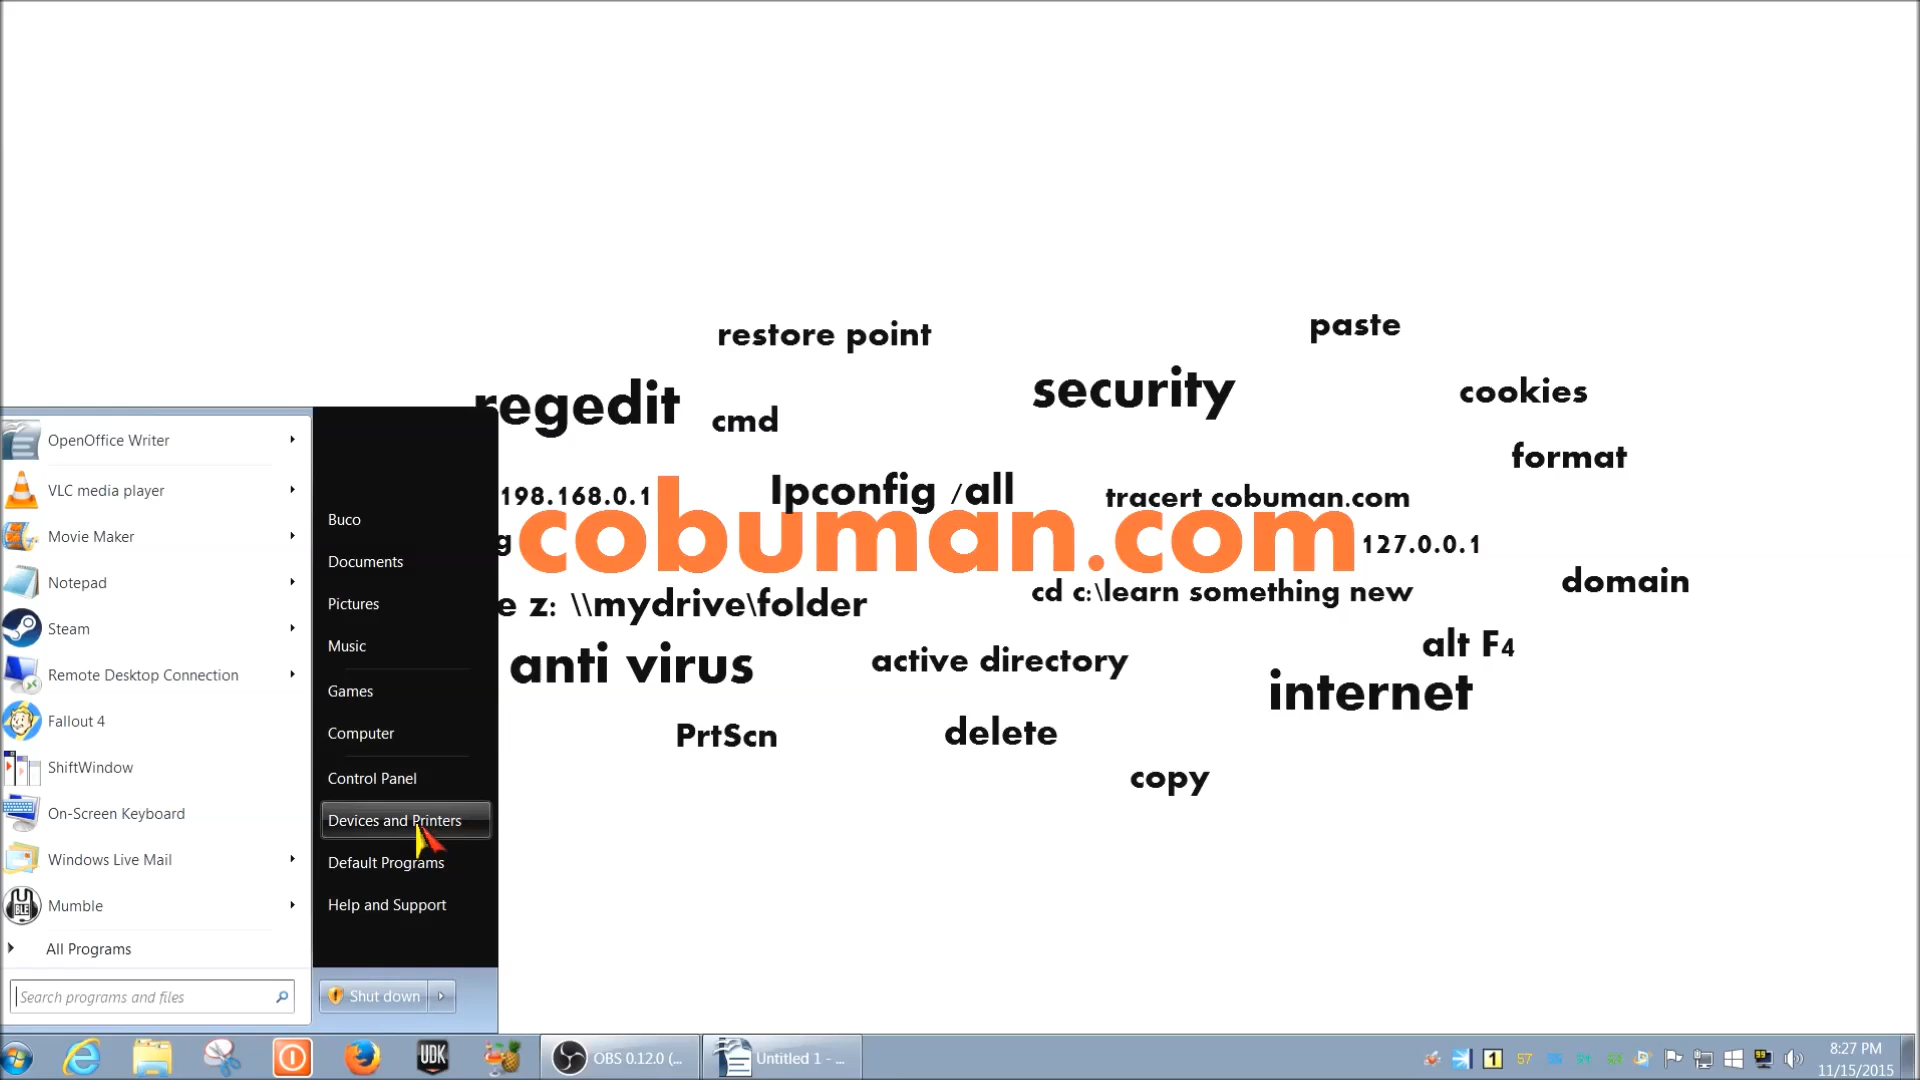 restore point
paste
regedit
security
cmd
cookies
format
198.168.0.1
Ipconfig /all
tracert cobuman.com
g
cobuman.com
127.0.0.1
e z: \\mydrive\folder
cd c:\learn something new
domain
anti virus
active directory
alt F4
internet
PrtScn
delete
copy
OpenOffice Writer
VLC media player
Movie Maker
Notepad
Steam
Remote Desktop Connection
Fallout 4
ShiftWindow
On-Screen Keyboard
Windows Live Mail
Mumble
All Programs
Search programs and files
Buco
Documents
Pictures
Music
Games
Computer
Control Panel
Devices and Printers
Default Programs
Help and Support
Shut down
UDK
OBS 0.12.0 (...
Untitled 1 - ...
1
57
8:27 PM
11/15/2015